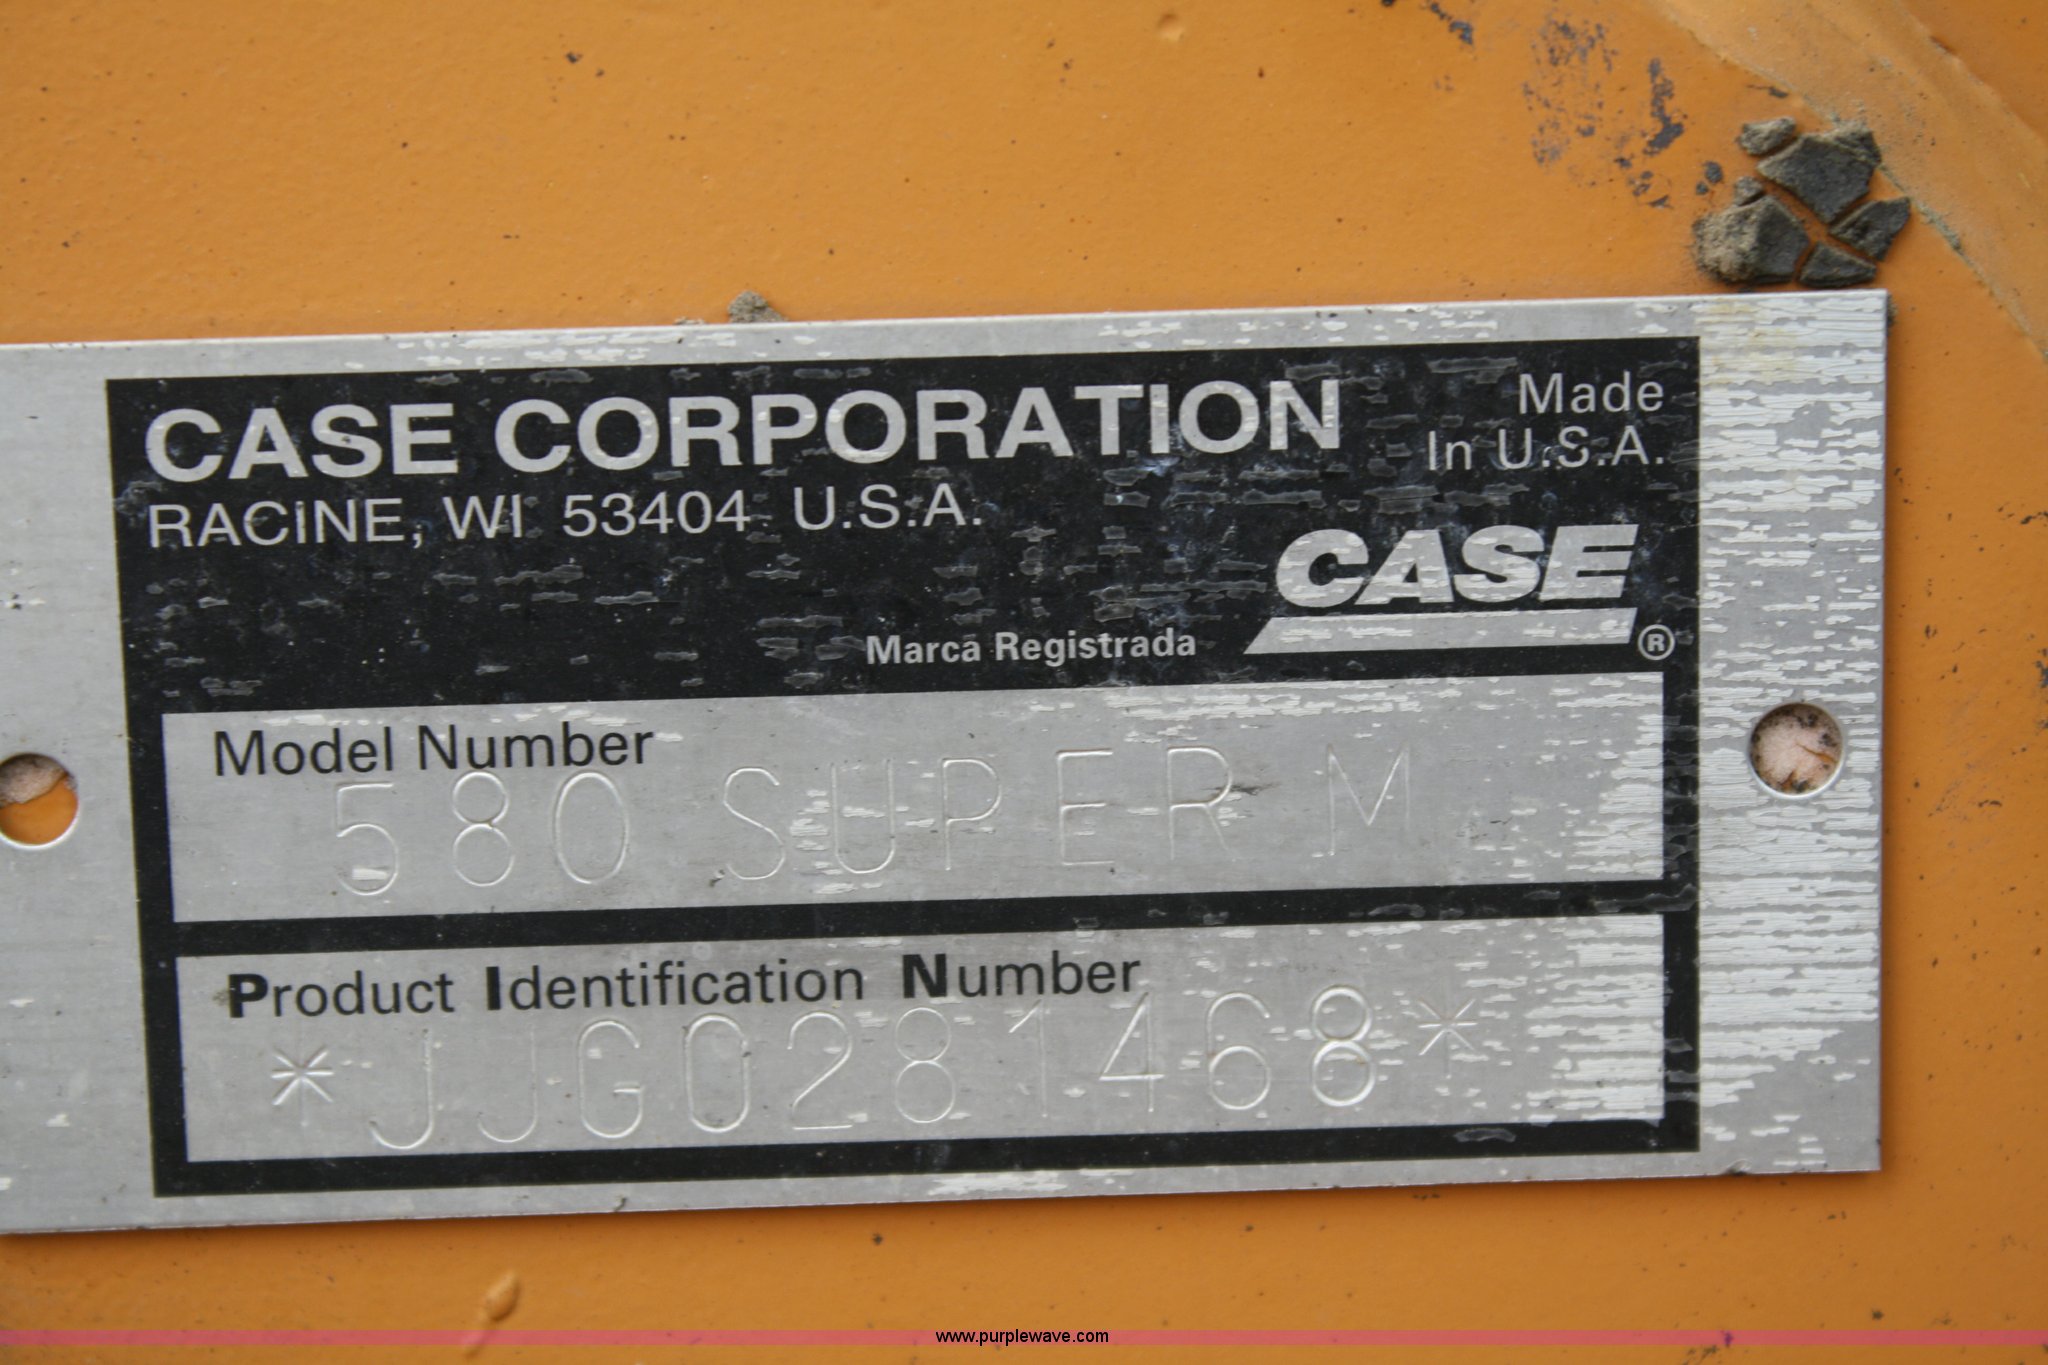 CASE CORPORATION
RACINE, WI 53404 U.S.A.
Made
In U.S.A.
CASE ®
Marca Registrada
Model Number
580 SUPER M
Product Identification Number
*JJG0281468*
www.purplewave.com